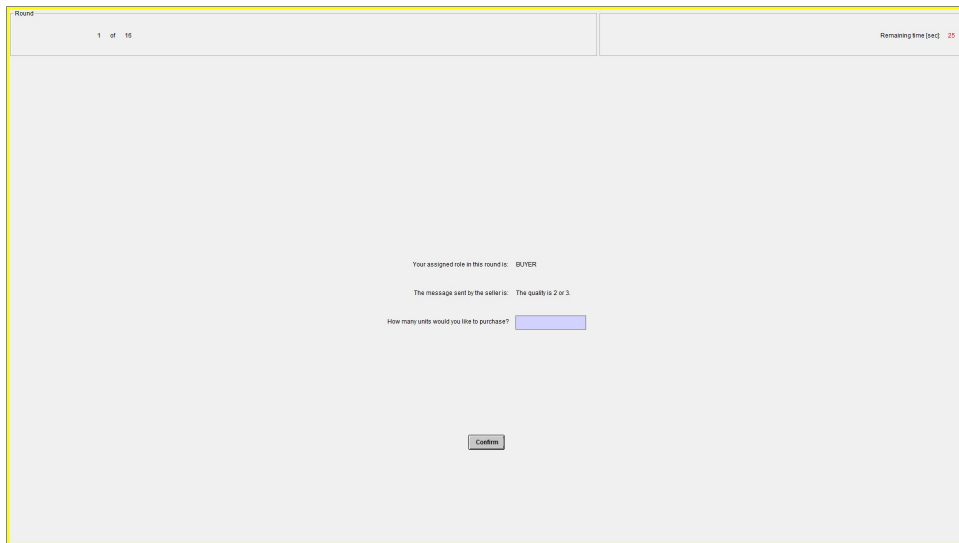 Round
1 of 16
Remaining time [sec]: 25
Your assigned role in this round is: BUYER
The message sent by the seller is: The quality is 2 or 3.
How many units would you like to purchase?
Confirm